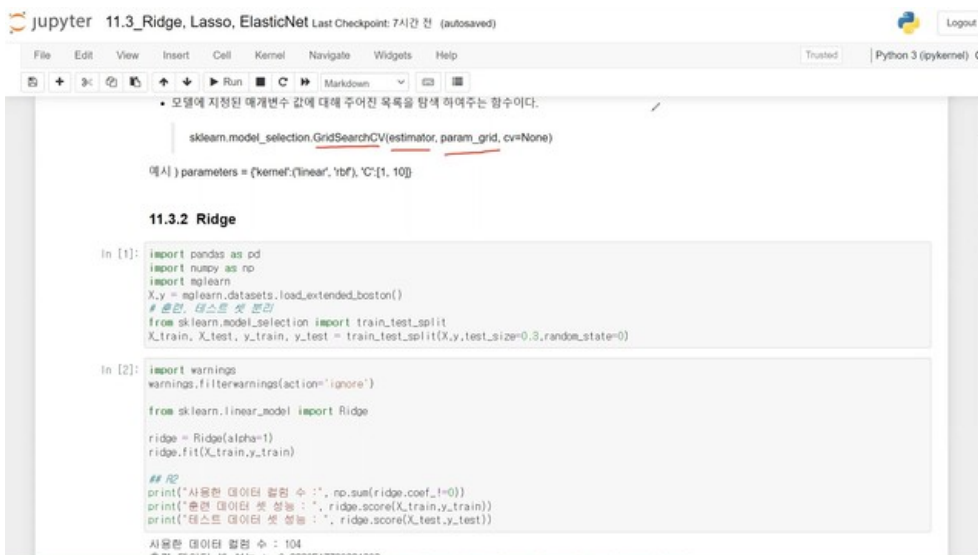 jupyter 11.3_Ridge, Lasso, ElasticNet Last Checkpoint: 7시간 전 (autosaved)
Logout
File Edit View Insert Cell Kernel Navigate Widgets Help
Trusted
Python 3 (ipykernel)
Run
Markdown
• 모델에 지정된 매개변수 값에 대해 주어진 목록을 탐색 하여주는 함수이다.
sklearn.model_selection.GridSearchCV(estimator, param_grid, cv=None)
예시 ) parameters = {'kernel':('linear', 'rbf'), 'C':[1, 10]}
11.3.2 Ridge
In [1]: import pandas as pd
import numpy as np
import mglearn
X,y = mglearn.datasets.load_extended_boston()
# 훈련, 테스트 셋 분리
from sklearn.model_selection import train_test_split
X_train, X_test, y_train, y_test = train_test_split(X,y,test_size=0.3,random_state=0)
In [2]: import warnings
warnings.filterwarnings(action='ignore')
from sklearn.linear_model import Ridge
ridge = Ridge(alpha=1)
ridge.fit(X_train,y_train)
## R2
print("사용한 데이터 컬럼 수 :", np.sum(ridge.coef_!=0))
print("훈련 데이터 셋 성능 : ", ridge.score(X_train,y_train))
print("테스트 데이터 셋 성능 : ", ridge.score(X_test,y_test))
사용한 데이터 컬럼 수 : 104